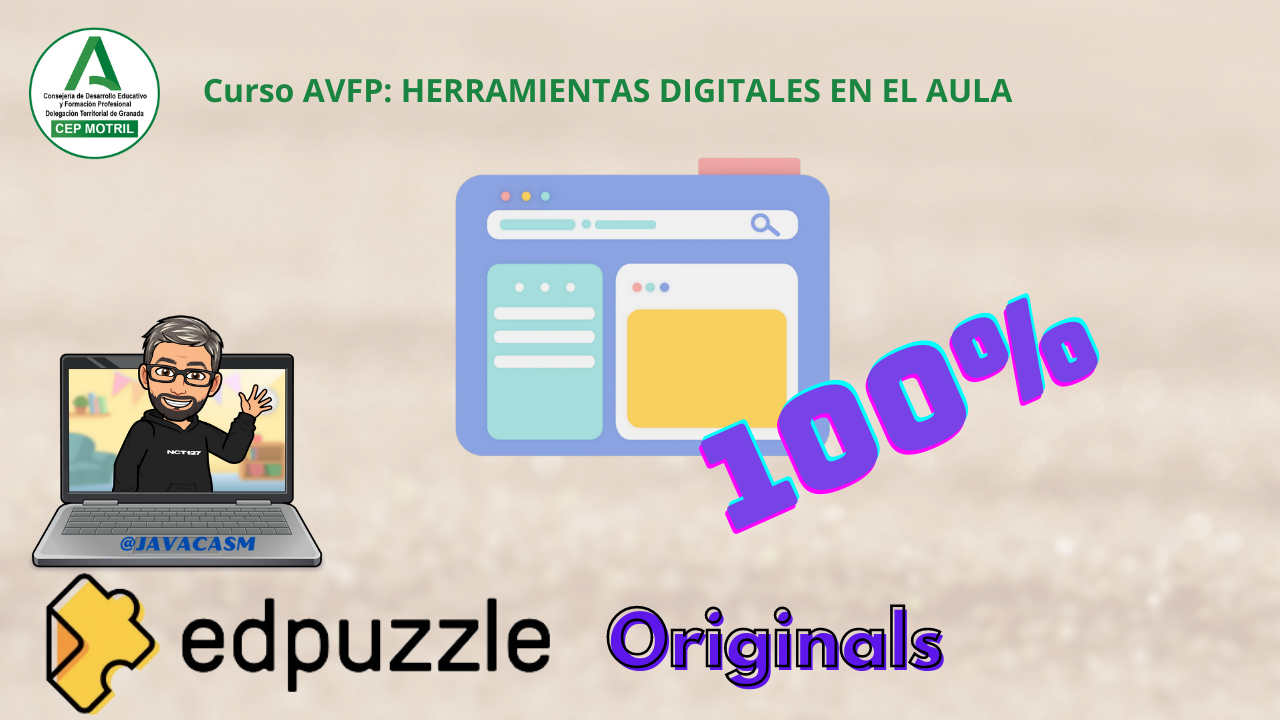 Consejería de Desarrollo Educativo
y Formación Profesional
Delegación Territorial de Granada
CEP MOTRIL
Curso AVFP: HERRAMIENTAS DIGITALES EN EL AULA
100%
NCT127
@JAVACASM
edpuzzle Originals